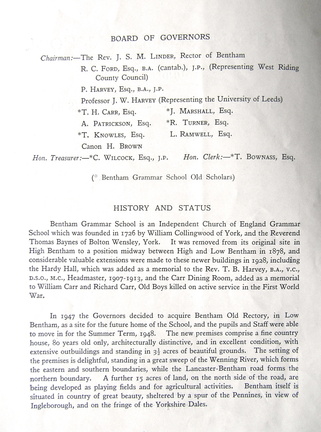 BOARD OF GOVERNORS
Chairman:—The Rev. J. S. M. LINDER, Rector of Bentham
R. C. FORD, Esq., B.A. (cantab.), J.P., (Representing West Riding
County Council)
P. HARVEY, Esq., B.A., J.P.
Professor J. W. HARVEY (Representing the University of Leeds)
*T. H. CARR, Esq. *J. MARSHALL, Esq.
A. PATRICKSON, Esq. *R. TURNER, Esq.
*T. KNOWLES, Esq. L. RAMWELL, Esq.
Canon H. BROWN
Hon. Treasurer:—*C. WILCOCK, Esq., J.P. Hon. Clerk:—*T. BOWNASS, Esq.
(* Bentham Grammar School Old Scholars)
HISTORY AND STATUS
Bentham Grammar School is an Independent Church of England Grammar
School which was founded in 1726 by William Collingwood of York, and the Reverend
Thomas Baynes of Bolton Wensley, York. It was removed from its original site in
High Bentham to a position midway between High and Low Bentham in 1878, and
considerable valuable extensions were made to these newer buildings in 1928, including
the Hardy Hall, which was added as a memorial to the Rev. T. B. Harvey, B.A., V.C.,
D.S.O., M.C., Headmaster, 1907-1913, and the Carr Dining Room, added as a memorial
to William Carr and Richard Carr, Old Boys killed on active service in the First World
War.
In 1947 the Governors decided to acquire Bentham Old Rectory, in Low
Bentham, as a site for the future home of the School, and the pupils and Staff were able
to move in for the Summer Term, 1948. The new premises comprise a fine country
house, 80 years old only, architecturally distinctive, and in excellent condition, with
extensive outbuildings and standing in 3½ acres of beautiful grounds. The setting of
the premises is delightful, standing in a great sweep of the Wenning River, which forms
the eastern and southern boundaries, while the Lancaster-Bentham road forms the
northern boundary. A further 15 acres of land, on the north side of the road, are
being developed as playing fields and for agricultural activities. Bentham itself is
situated in country of great beauty, sheltered by a spur of the Pennines, in view of
Ingleborough, and on the fringe of the Yorkshire Dales.